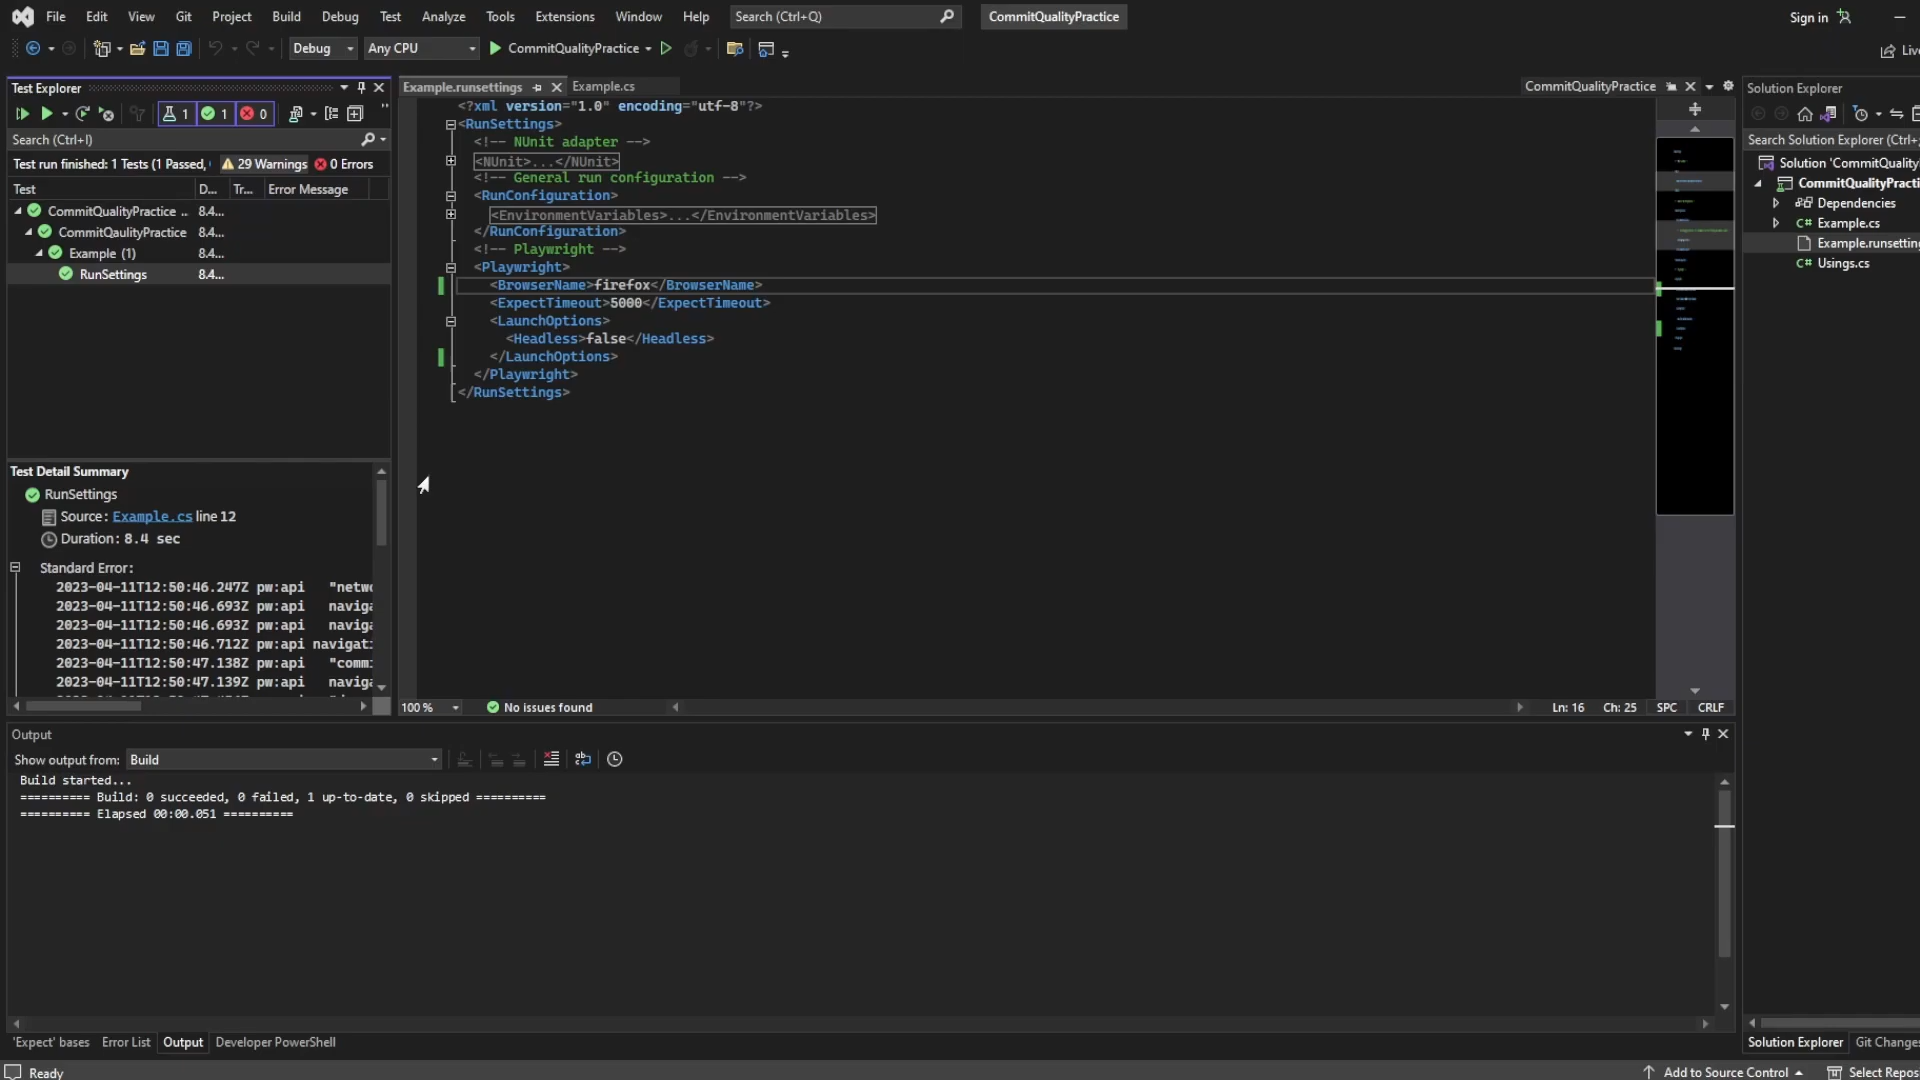 File Edit View Git Project Build Debug Test Analyze Tools Extensions Window Help Search (Ctrl+Q) CommitQualityPractice Sign in
Debug Any CPU CommitQualityPractice Live
Test Explorer
1 1 0
Search (Ctrl+I)
Test run finished: 1 Tests (1 Passed, 29 Warnings 0 Errors
Test D... Tr... Error Message
CommitQualityPractice ... 8.4...
CommitQaulityPractice 8.4...
Example (1) 8.4...
RunSettings 8.4...
Test Detail Summary
RunSettings
Source: Example.cs line 12
Duration: 8.4 sec
Standard Error:
2023-04-11T12:50:46.247Z pw:api "netwo
2023-04-11T12:50:46.693Z pw:api naviga
2023-04-11T12:50:46.693Z pw:api naviga
2023-04-11T12:50:46.712Z pw:api navigati
2023-04-11T12:50:47.138Z pw:api "commi
2023-04-11T12:50:47.139Z pw:api naviga
Example.runsettings Example.cs CommitQualityPractice
<?xml version="1.0" encoding="utf-8"?>
<RunSettings>
<!-- NUnit adapter -->
<NUnit>...</NUnit>
<!-- General run configuration -->
<RunConfiguration>
<EnvironmentVariables>...</EnvironmentVariables>
</RunConfiguration>
<!-- Playwright -->
<Playwright>
<BrowserName>firefox</BrowserName>
<ExpectTimeout>5000</ExpectTimeout>
<LaunchOptions>
<Headless>false</Headless>
</LaunchOptions>
</Playwright>
</RunSettings>
100 % No issues found Ln: 16 Ch: 25 SPC CRLF
Solution Explorer
Search Solution Explorer (Ctrl+;
Solution 'CommitQuality
CommitQualityPracti
Dependencies
C# Example.cs
Example.runsetting
C# Usings.cs
Output
Show output from: Build
Build started...
========== Build: 0 succeeded, 0 failed, 1 up-to-date, 0 skipped ==========
========== Elapsed 00:00.051 ==========
'Expect' bases Error List Output Developer PowerShell
Solution Explorer Git Changes
Ready Add to Source Control Select Repos